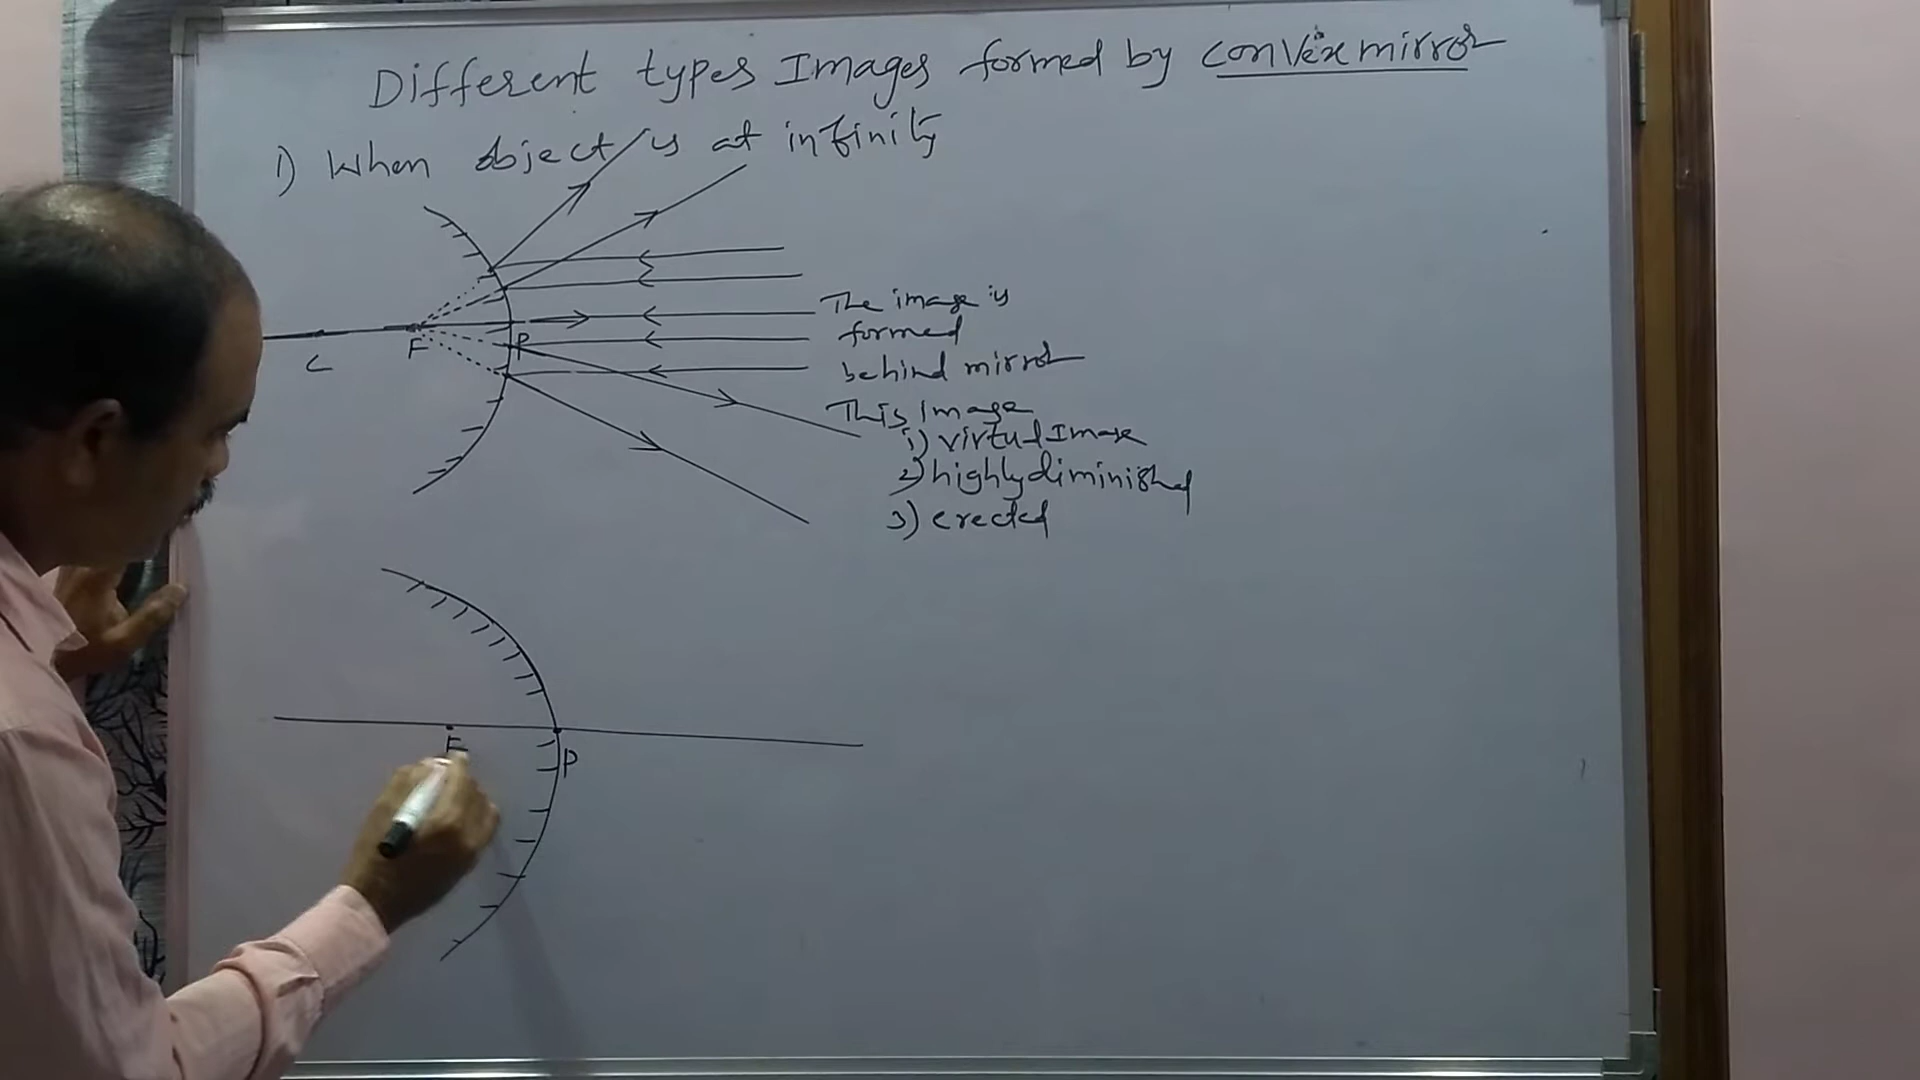 Different types Images formed by convex mirror
1) When object is at infinity
The image is
formed
behind mirror
C
F
P
This Image
1) virtual Image
2) highly diminished
3) erected
F
P